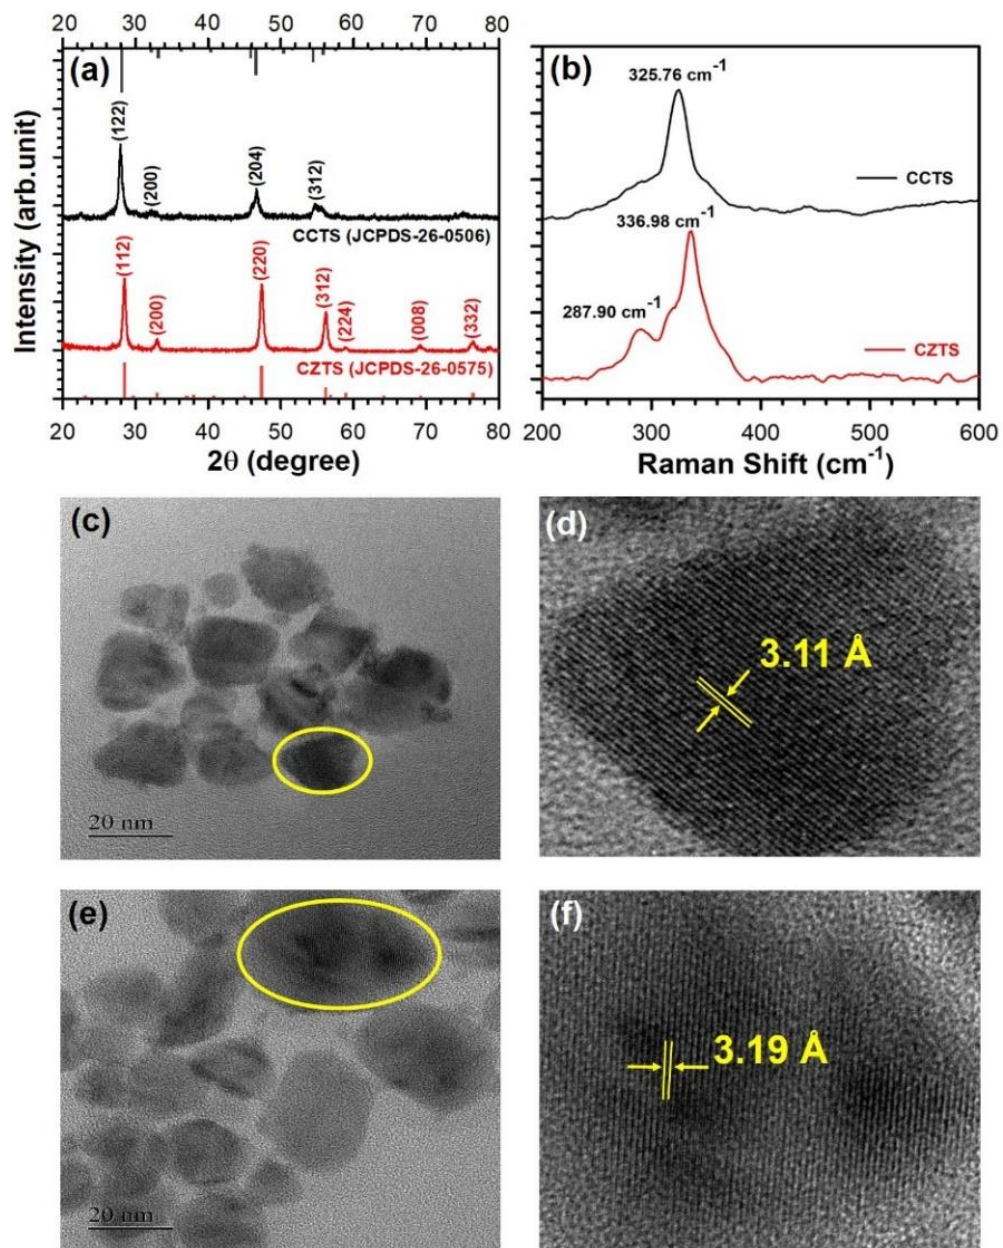 20 30 40 50 60 70 80
(a)
(122)
(200)
(204)
(312)
CCTS (JCPDS-26-0506)
(112)
(200)
(220)
(312)
(224)
(008)
(332)
CZTS (JCPDS-26-0575)
Intensity (arb.unit)
20 30 40 50 60 70 80
2θ (degree)
(b)
325.76 cm-1
CCTS
336.98 cm-1
287.90 cm-1
CZTS
200 300 400 500 600
Raman Shift (cm-1)
(c)
20 nm
(d)
3.11 Å
(e)
20 nm
(f)
3.19 Å